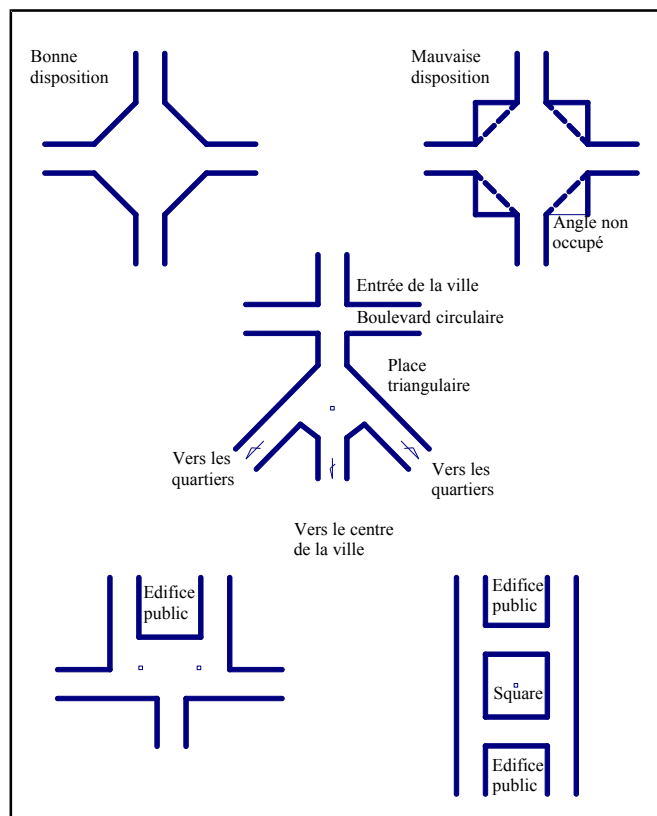 Bonne
disposition
Mauvaise
disposition
Angle non
occupé
Entrée de la ville
Boulevard circulaire
Place
triangulaire
Vers les
quartiers
Vers les
quartiers
Vers le centre
de la ville
Edifice
public
Edifice
public
Square
Edifice
public